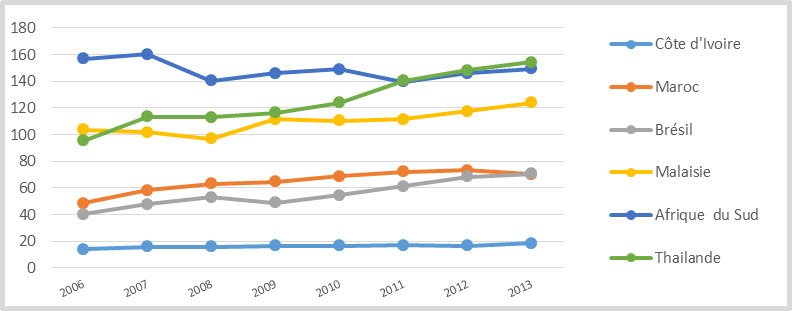 180
160
140
120
100
80
60
40
20
0
2006 2007 2008 2009 2010 2011 2012 2013
Côte d'Ivoire
Maroc
Brésil
Malaisie
Afrique du Sud
Thailande